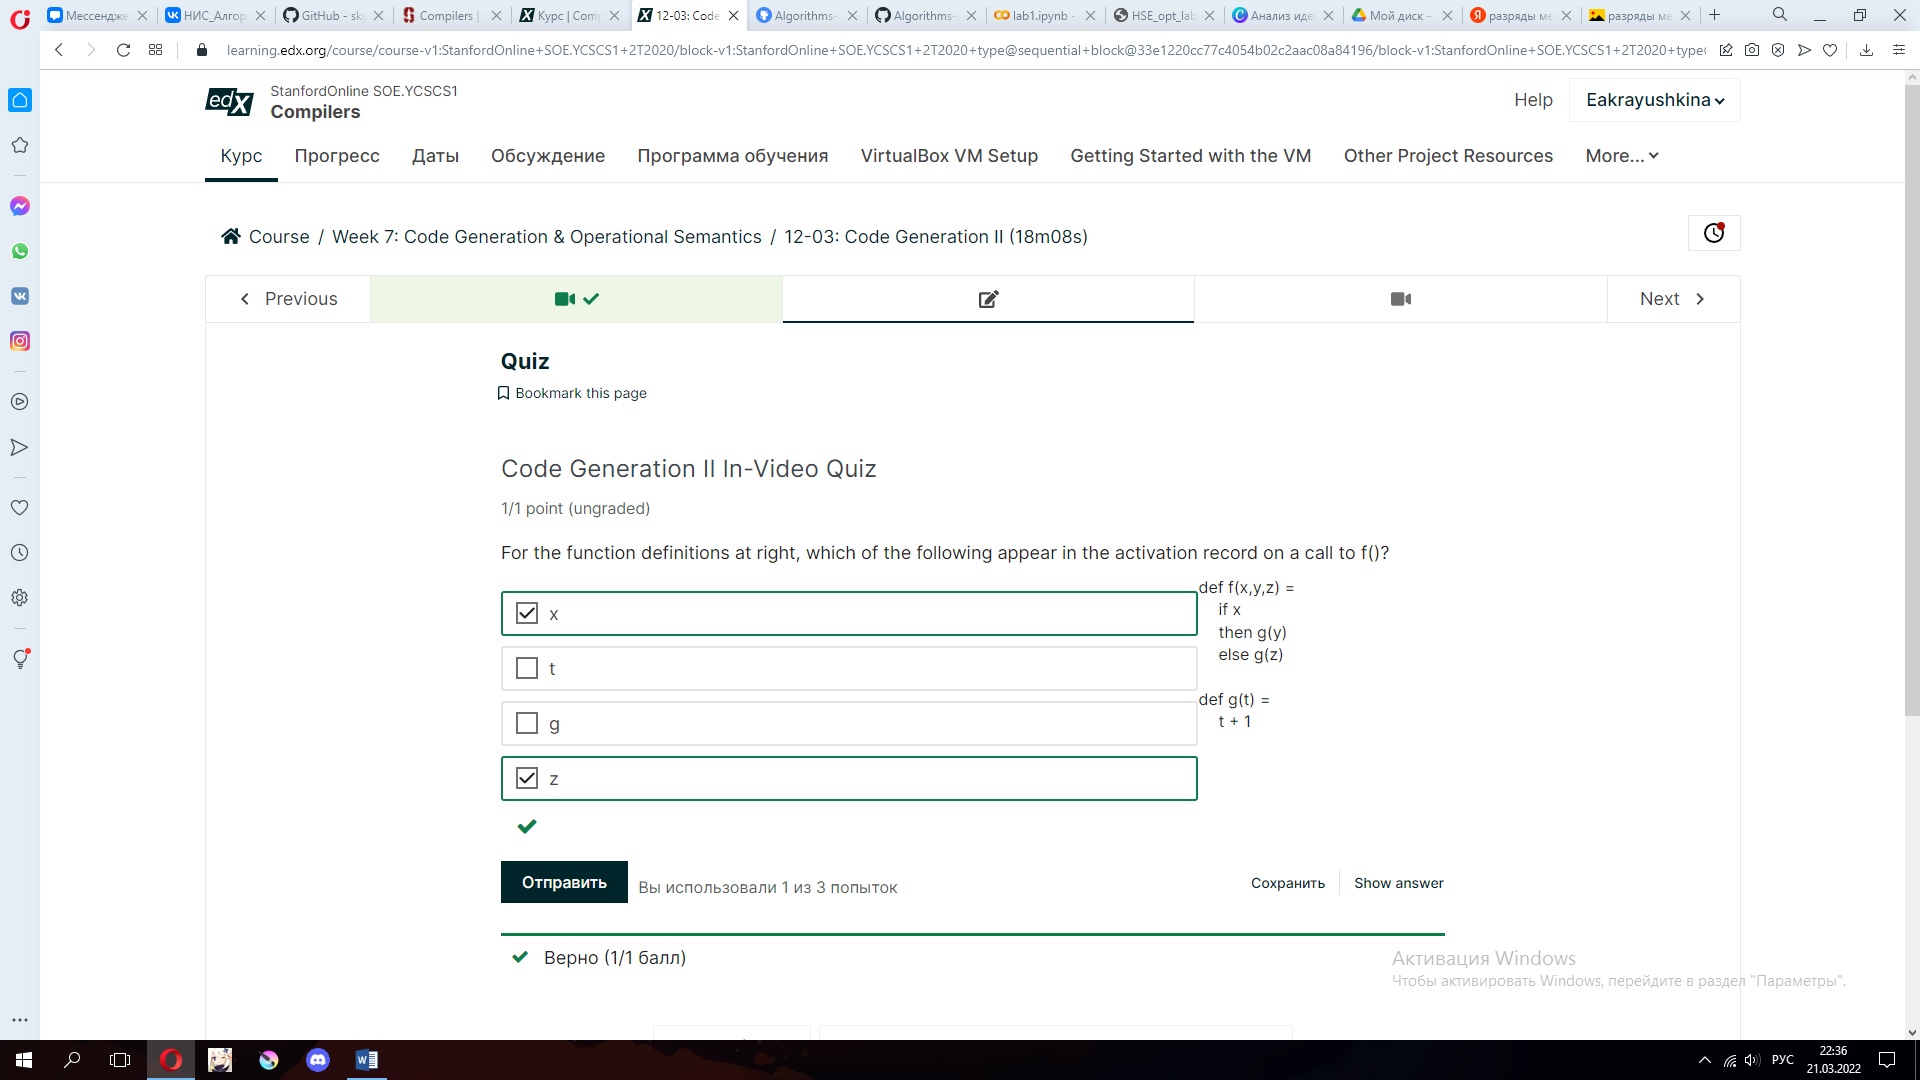 Мессендже
НИС_Алгор
GitHub - sk
Compilers |
Курс | Comp
12-03: Code
Algorithms-
Algorithms-
lab1.ipynb -
HSE_opt_lab
Анализ иде
Мой диск –
разряды ме
разряды ме
learning.edx.org/course/course-v1:StanfordOnline+SOE.YCSCS1+2T2020/block-v1:StanfordOnline+SOE.YCSCS1+2T2020+type@sequential+block@33e1220cc77c4054b02c2aac08a84196/block-v1:StanfordOnline+SOE.YCSCS1+2T2020+type
edX
StanfordOnline SOE.YCSCS1
Compilers
Help
Eakrayushkina
Курс Прогресс Даты Обсуждение Программа обучения VirtualBox VM Setup Getting Started with the VM Other Project Resources More...
Course / Week 7: Code Generation & Operational Semantics / 12-03: Code Generation II (18m08s)
Previous
Next
Quiz
Bookmark this page
Code Generation II In-Video Quiz
1/1 point (ungraded)
For the function definitions at right, which of the following appear in the activation record on a call to f()?
x
t
g
z
def f(x,y,z) =
if x
then g(y)
else g(z)
def g(t) =
t + 1
Отправить
Вы использовали 1 из 3 попыток
Сохранить
Show answer
Верно (1/1 балл)
Активация Windows
Чтобы активировать Windows, перейдите в раздел "Параметры".
РУС
22:36
21.03.2022